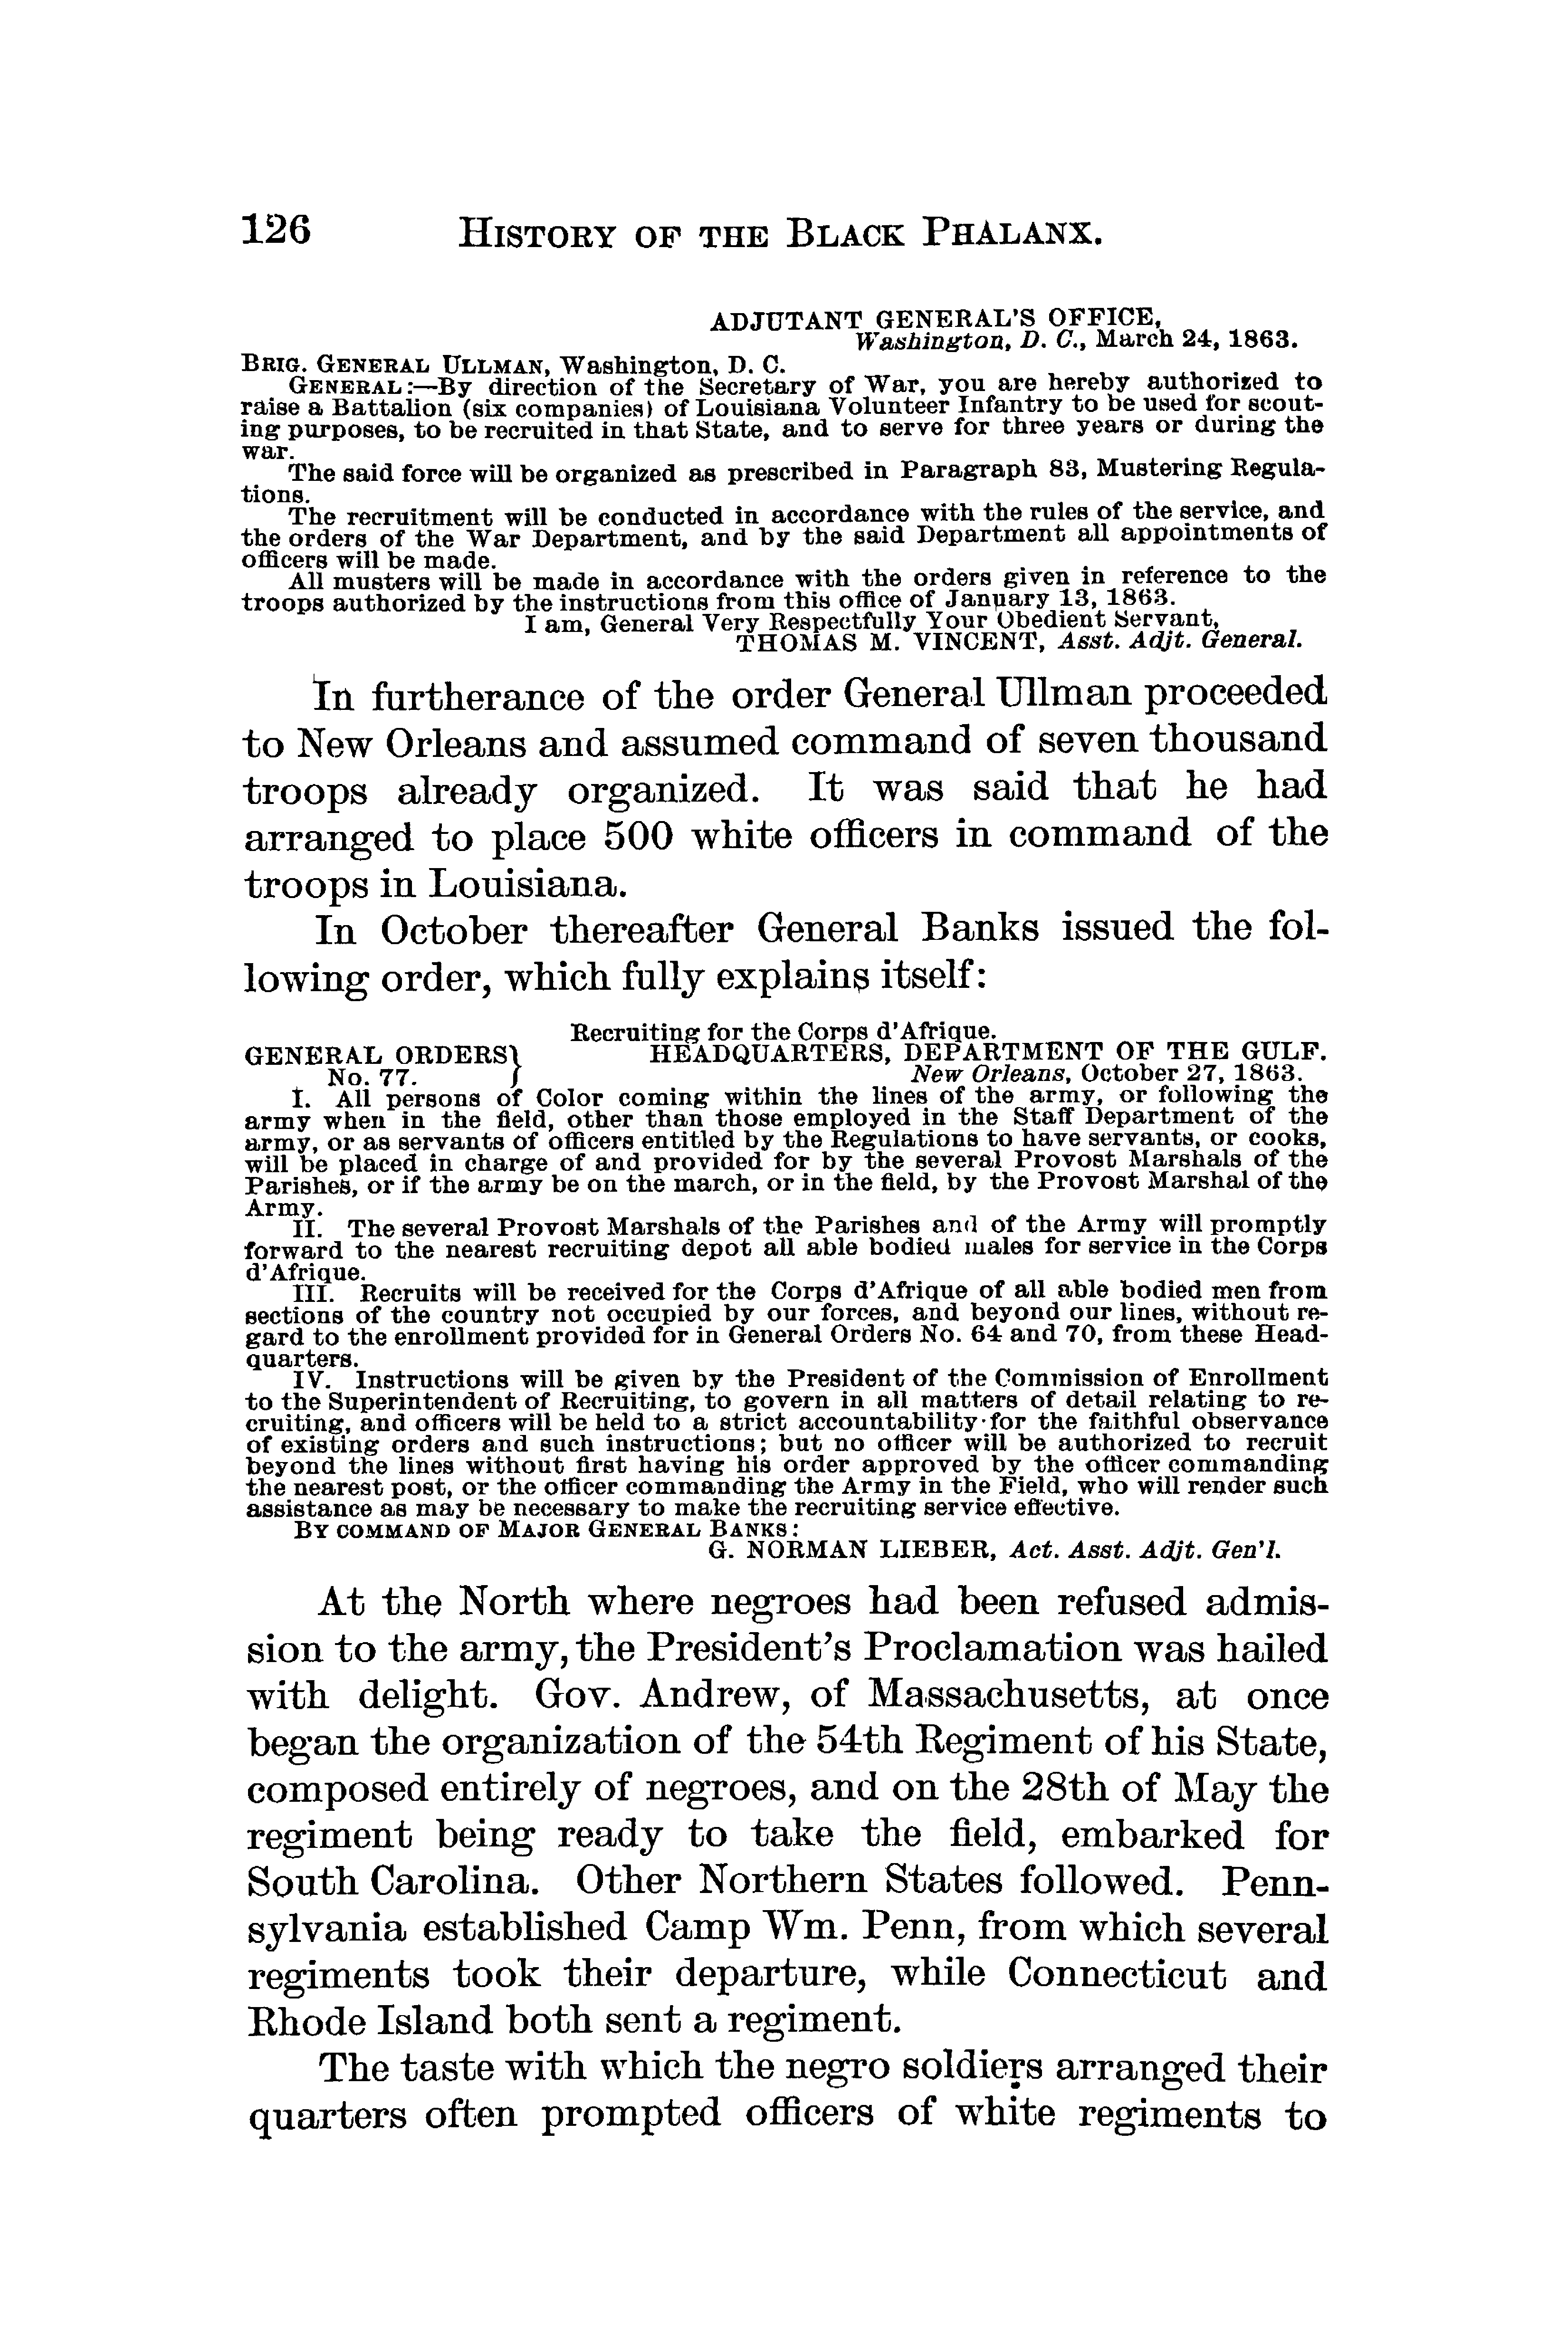 126 HISTORY OF THE BLACK PHALANX.
ADJUTANT GENERAL'S OFFICE,
Washington, D. C., March 24, 1863.
BRIG. GENERAL ULLMAN, Washington, D. C.
GENERAL:—By direction of the Secretary of War, you are hereby authorized to
raise a Battalion (six companies) of Louisiana Volunteer Infantry to be used for scout-
ing purposes, to be recruited in that State, and to serve for three years or during the
war.
The said force will be organized as prescribed in Paragraph 83, Mustering Regula-
tions.
The recruitment will be conducted in accordance with the rules of the service, and
the orders of the War Department, and by the said Department all appointments of
officers will be made.
All musters will be made in accordance with the orders given in reference to the
troops authorized by the instructions from this office of January 13, 1863.
I am, General Very Respectfully Your Obedient Servant,
THOMAS M. VINCENT, Asst. Adjt. General.
In furtherance of the order General Ullman proceeded
to New Orleans and assumed command of seven thousand
troops already organized. It was said that he had
arranged to place 500 white officers in command of the
troops in Louisiana.
In October thereafter General Banks issued the fol-
lowing order, which fully explains itself:
Recruiting for the Corps d'Afrique.
GENERAL ORDERS} HEADQUARTERS, DEPARTMENT OF THE GULF.
No. 77. } New Orleans, October 27, 1863.
I. All persons of Color coming within the lines of the army, or following the
army when in the field, other than those employed in the Staff Department of the
army, or as servants of officers entitled by the Regulations to have servants, or cooks,
will be placed in charge of and provided for by the several Provost Marshals of the
Parishes, or if the army be on the march, or in the field, by the Provost Marshal of the
Army.
II. The several Provost Marshals of the Parishes and of the Army will promptly
forward to the nearest recruiting depot all able bodied males for service in the Corps
d'Afrique.
III. Recruits will be received for the Corps d'Afrique of all able bodied men from
sections of the country not occupied by our forces, and beyond our lines, without re-
gard to the enrollment provided for in General Orders No. 64 and 70, from these Head-
quarters.
IV. Instructions will be given by the President of the Commission of Enrollment
to the Superintendent of Recruiting, to govern in all matters of detail relating to re-
cruiting, and officers will be held to a strict accountability for the faithful observance
of existing orders and such instructions; but no officer will be authorized to recruit
beyond the lines without first having his order approved by the officer commanding
the nearest post, or the officer commanding the Army in the Field, who will render such
assistance as may be necessary to make the recruiting service effective.
BY COMMAND OF MAJOR GENERAL BANKS:
G. NORMAN LIEBER, Act. Asst. Adjt. Gen'l.
At the North where negroes had been refused admis-
sion to the army, the President's Proclamation was hailed
with delight. Gov. Andrew, of Massachusetts, at once
began the organization of the 54th Regiment of his State,
composed entirely of negroes, and on the 28th of May the
regiment being ready to take the field, embarked for
South Carolina. Other Northern States followed. Penn-
sylvania established Camp Wm. Penn, from which several
regiments took their departure, while Connecticut and
Rhode Island both sent a regiment.
The taste with which the negro soldiers arranged their
quarters often prompted officers of white regiments to